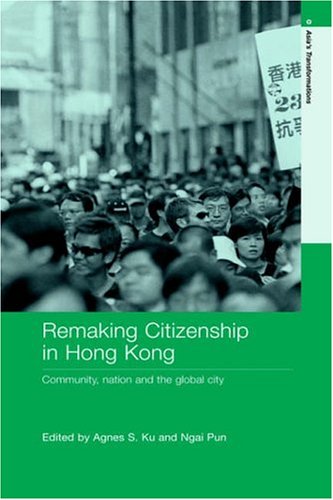 Asia's Transformations
香港
23
抗
Remaking Citizenship
in Hong Kong
Community, nation and the global city
Edited by Agnes S. Ku and Ngai Pun